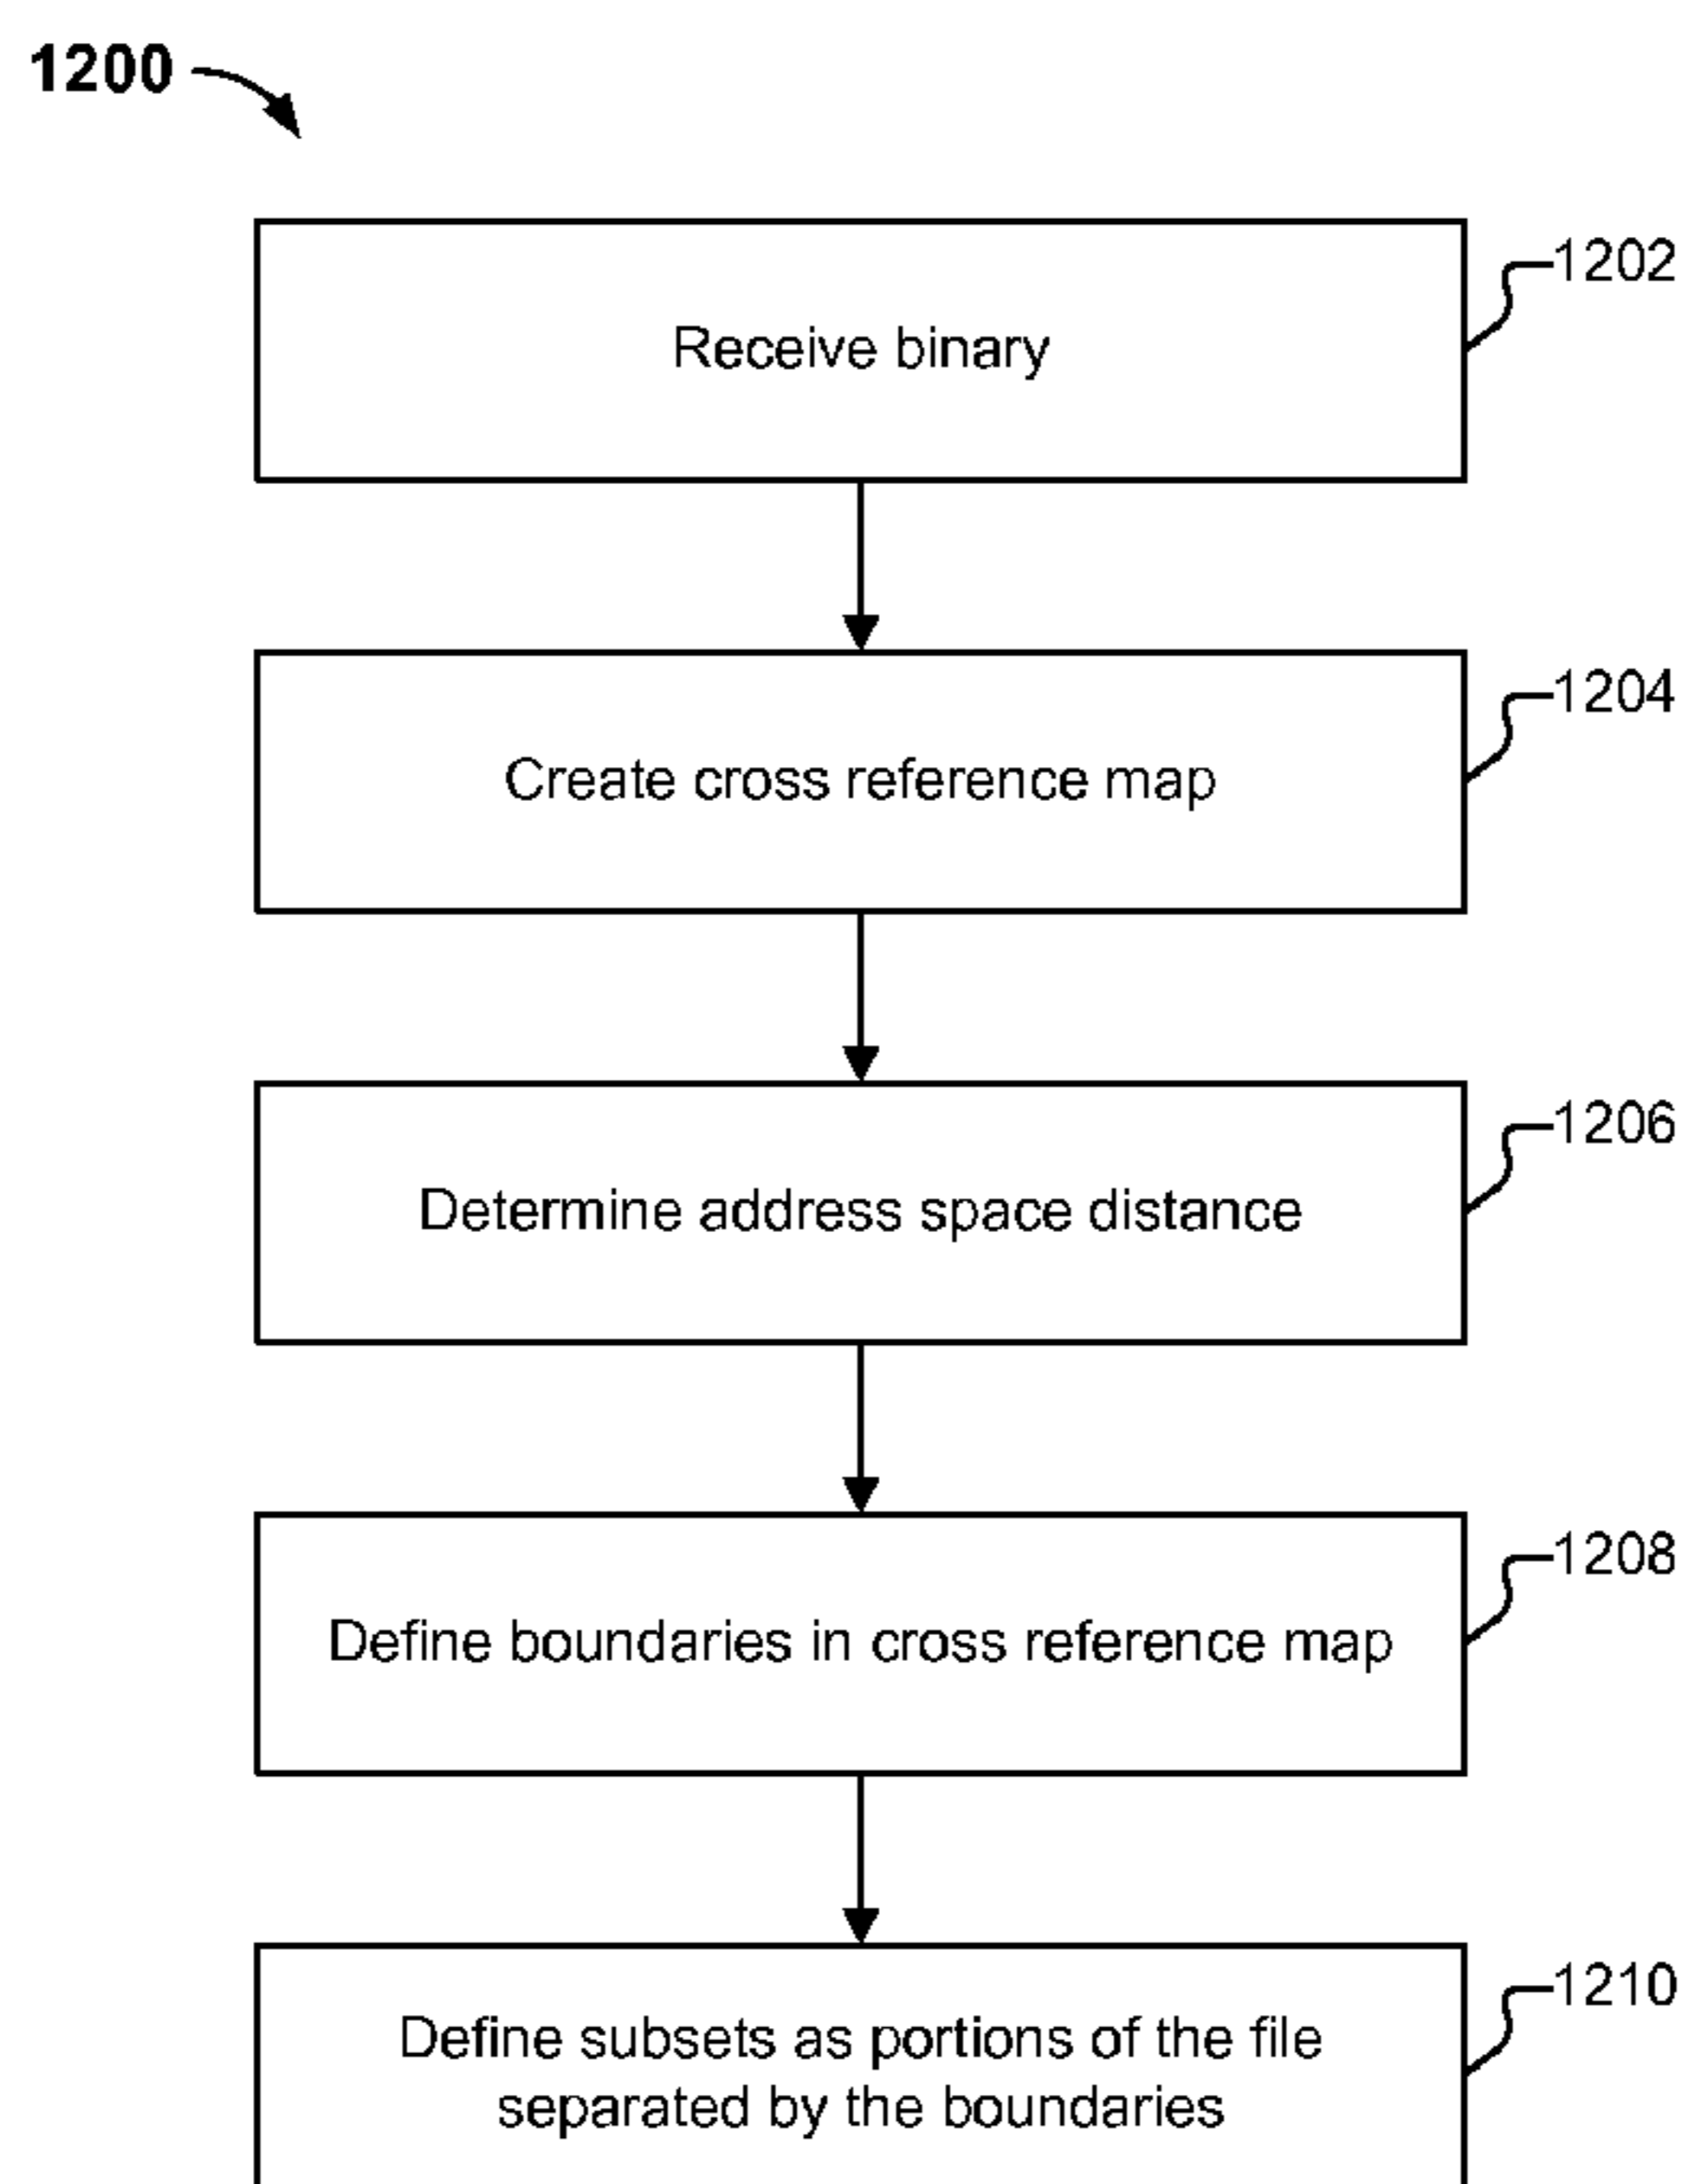 1200
1202
Receive binary
1204
Create cross reference map
1206
Determine address space distance
1208
Define boundaries in cross reference map
1210
Define subsets as portions of the file
separated by the boundaries